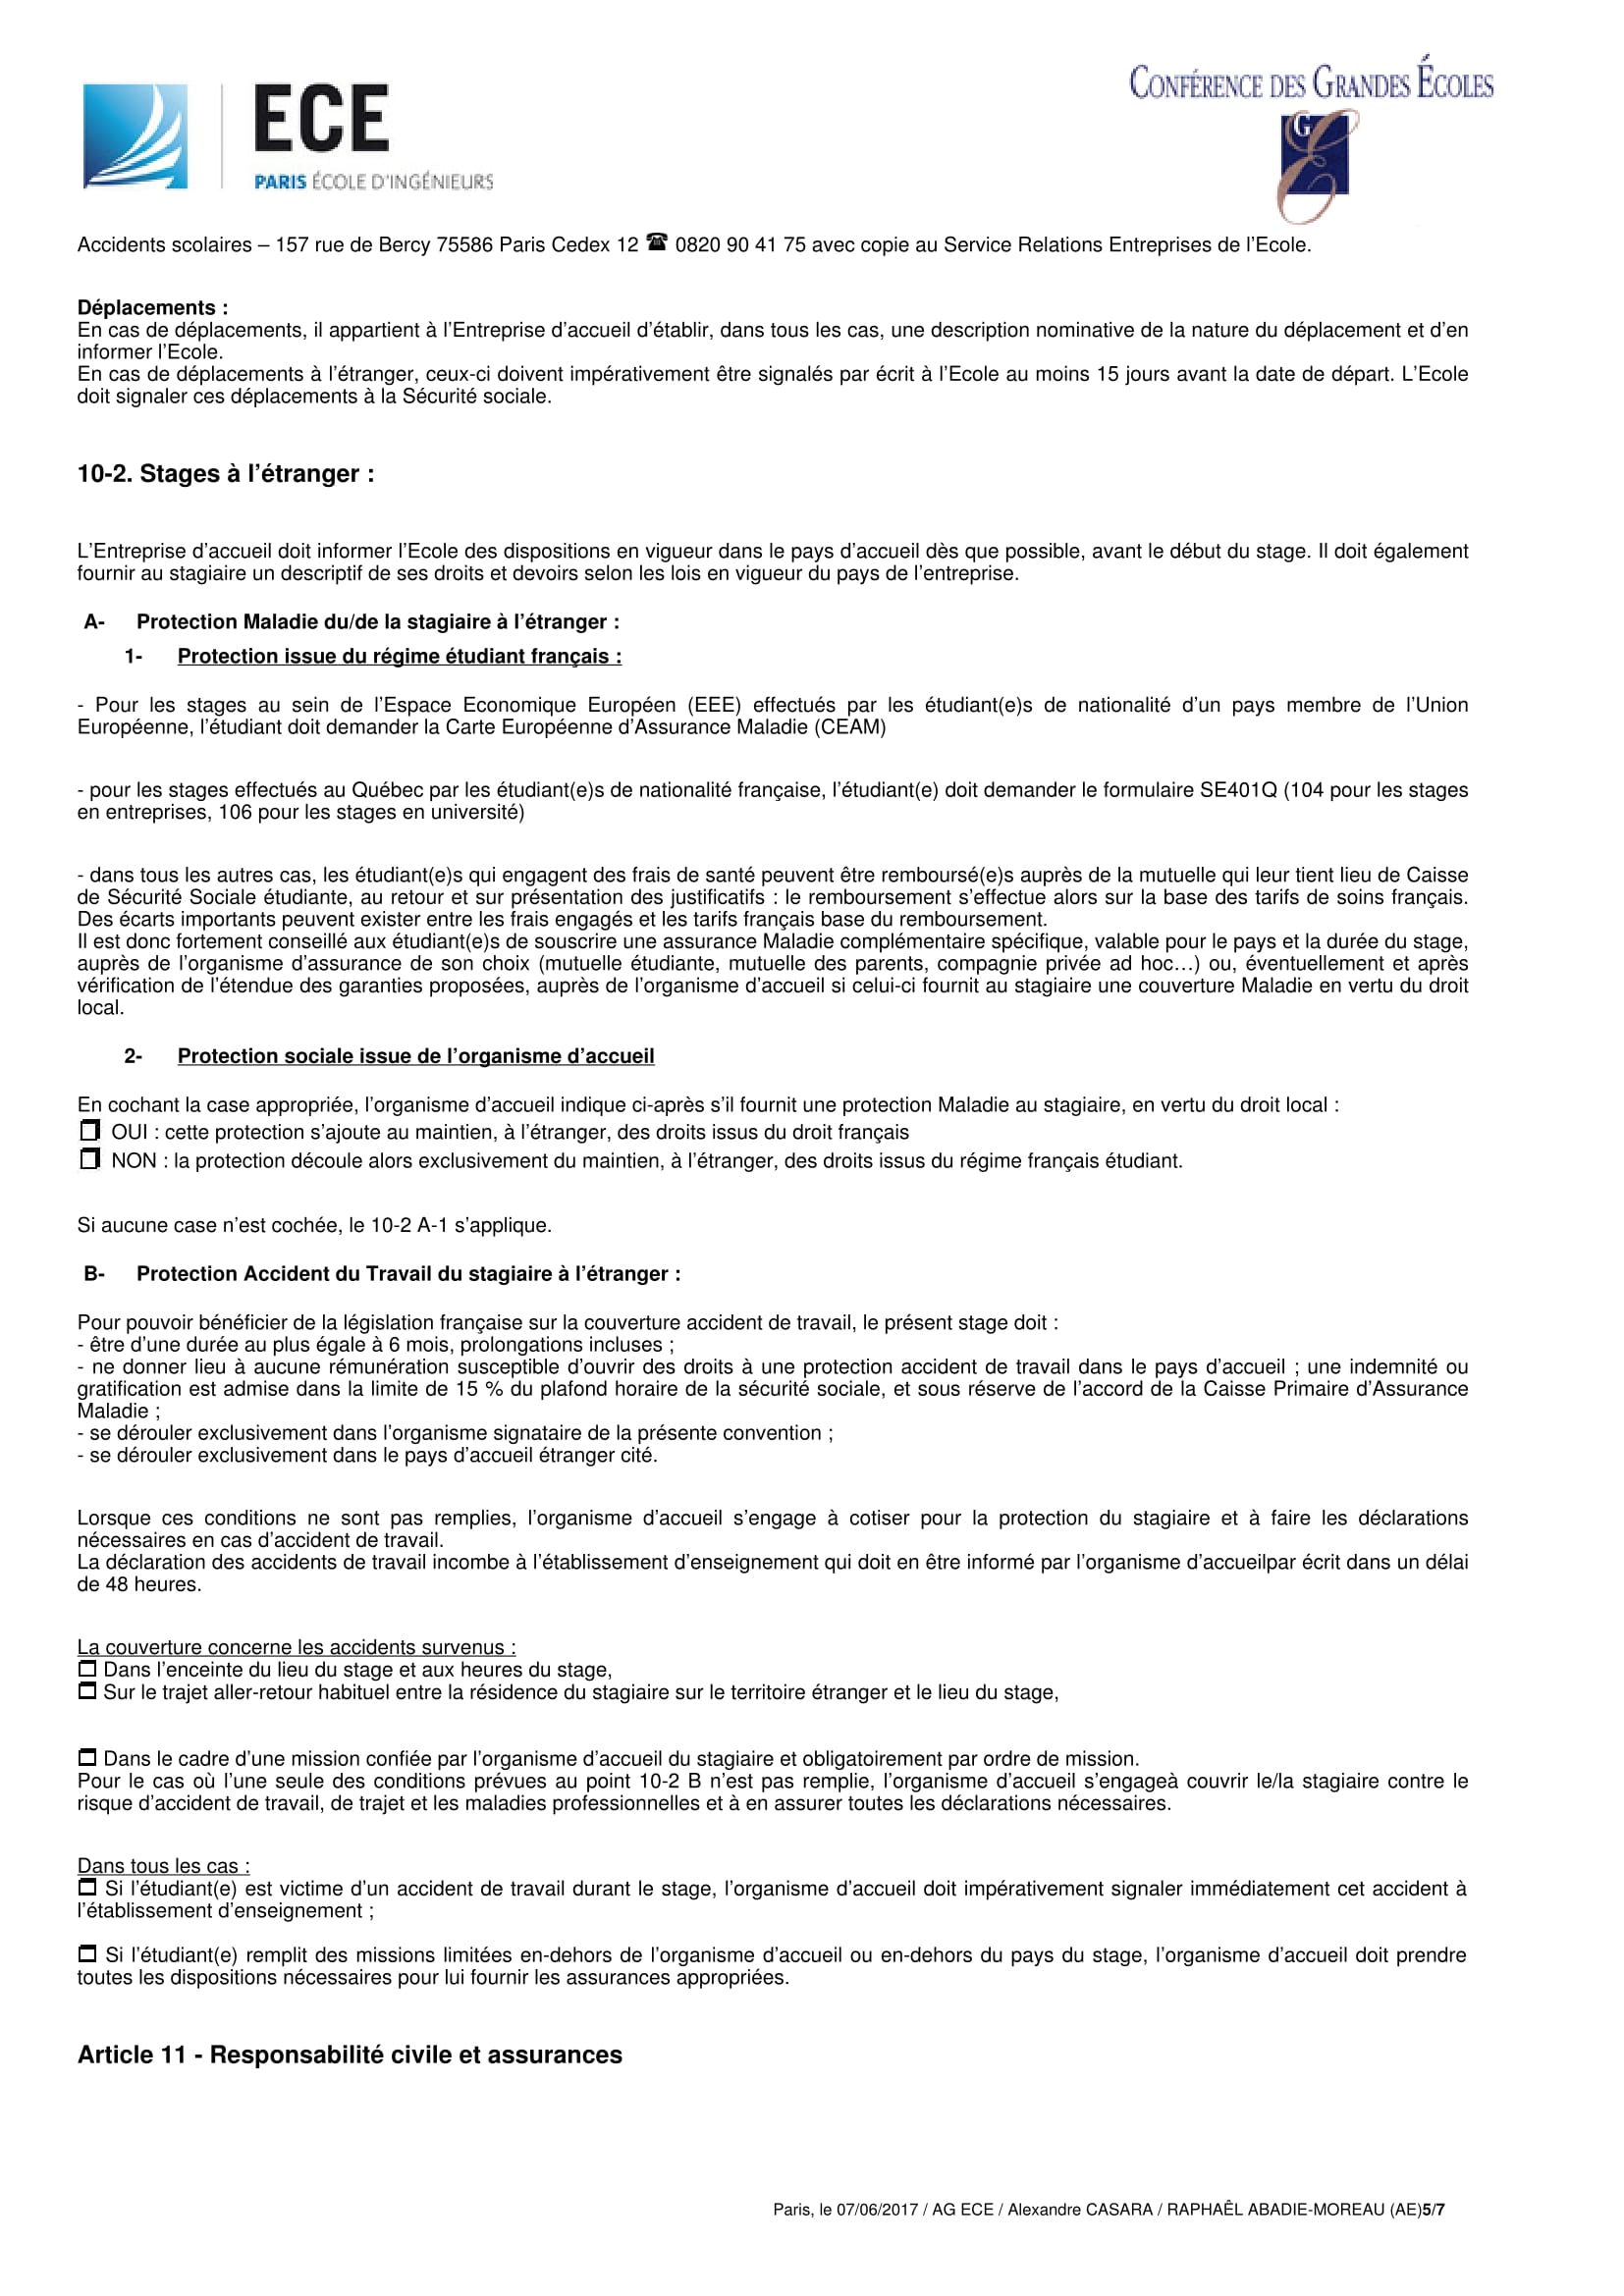 ECE
PARIS ÉCOLE D'INGÉNIEURS
CONFÉRENCE DES GRANDES ÉCOLES
G E
Accidents scolaires – 157 rue de Bercy 75586 Paris Cedex 12 ☎ 0820 90 41 75 avec copie au Service Relations Entreprises de l’Ecole.
Déplacements :
En cas de déplacements, il appartient à l’Entreprise d’accueil d’établir, dans tous les cas, une description nominative de la nature du déplacement et d’en
informer l’Ecole.
En cas de déplacements à l’étranger, ceux-ci doivent impérativement être signalés par écrit à l’Ecole au moins 15 jours avant la date de départ. L’Ecole
doit signaler ces déplacements à la Sécurité sociale.
10-2. Stages à l’étranger :
L’Entreprise d’accueil doit informer l’Ecole des dispositions en vigueur dans le pays d’accueil dès que possible, avant le début du stage. Il doit également
fournir au stagiaire un descriptif de ses droits et devoirs selon les lois en vigueur du pays de l’entreprise.
A- Protection Maladie du/de la stagiaire à l’étranger :
1- Protection issue du régime étudiant français :
- Pour les stages au sein de l’Espace Economique Européen (EEE) effectués par les étudiant(e)s de nationalité d’un pays membre de l’Union
Européenne, l’étudiant doit demander la Carte Européenne d’Assurance Maladie (CEAM)
- pour les stages effectués au Québec par les étudiant(e)s de nationalité française, l’étudiant(e) doit demander le formulaire SE401Q (104 pour les stages
en entreprises, 106 pour les stages en université)
- dans tous les autres cas, les étudiant(e)s qui engagent des frais de santé peuvent être remboursé(e)s auprès de la mutuelle qui leur tient lieu de Caisse
de Sécurité Sociale étudiante, au retour et sur présentation des justificatifs : le remboursement s’effectue alors sur la base des tarifs de soins français.
Des écarts importants peuvent exister entre les frais engagés et les tarifs français base du remboursement.
Il est donc fortement conseillé aux étudiant(e)s de souscrire une assurance Maladie complémentaire spécifique, valable pour le pays et la durée du stage,
auprès de l’organisme d’assurance de son choix (mutuelle étudiante, mutuelle des parents, compagnie privée ad hoc…) ou, éventuellement et après
vérification de l’étendue des garanties proposées, auprès de l’organisme d’accueil si celui-ci fournit au stagiaire une couverture Maladie en vertu du droit
local.
2- Protection sociale issue de l’organisme d’accueil
En cochant la case appropriée, l’organisme d’accueil indique ci-après s’il fournit une protection Maladie au stagiaire, en vertu du droit local :
❒ OUI : cette protection s’ajoute au maintien, à l’étranger, des droits issus du droit français
❒ NON : la protection découle alors exclusivement du maintien, à l’étranger, des droits issus du régime français étudiant.
Si aucune case n’est cochée, le 10-2 A-1 s’applique.
B- Protection Accident du Travail du stagiaire à l’étranger :
Pour pouvoir bénéficier de la législation française sur la couverture accident de travail, le présent stage doit :
- être d’une durée au plus égale à 6 mois, prolongations incluses ;
- ne donner lieu à aucune rémunération susceptible d’ouvrir des droits à une protection accident de travail dans le pays d’accueil ; une indemnité ou
gratification est admise dans la limite de 15 % du plafond horaire de la sécurité sociale, et sous réserve de l’accord de la Caisse Primaire d’Assurance
Maladie ;
- se dérouler exclusivement dans l’organisme signataire de la présente convention ;
- se dérouler exclusivement dans le pays d’accueil étranger cité.
Lorsque ces conditions ne sont pas remplies, l’organisme d’accueil s’engage à cotiser pour la protection du stagiaire et à faire les déclarations
nécessaires en cas d’accident de travail.
La déclaration des accidents de travail incombe à l’établissement d’enseignement qui doit en être informé par l’organisme d’accueilpar écrit dans un délai
de 48 heures.
La couverture concerne les accidents survenus :
❒ Dans l’enceinte du lieu du stage et aux heures du stage,
❒ Sur le trajet aller-retour habituel entre la résidence du stagiaire sur le territoire étranger et le lieu du stage,
❒ Dans le cadre d’une mission confiée par l’organisme d’accueil du stagiaire et obligatoirement par ordre de mission.
Pour le cas où l’une seule des conditions prévues au point 10-2 B n’est pas remplie, l’organisme d’accueil s’engageà couvrir le/la stagiaire contre le
risque d’accident de travail, de trajet et les maladies professionnelles et à en assurer toutes les déclarations nécessaires.
Dans tous les cas :
❒ Si l’étudiant(e) est victime d’un accident de travail durant le stage, l’organisme d’accueil doit impérativement signaler immédiatement cet accident à
l’établissement d’enseignement ;
❒ Si l’étudiant(e) remplit des missions limitées en-dehors de l’organisme d’accueil ou en-dehors du pays du stage, l’organisme d’accueil doit prendre
toutes les dispositions nécessaires pour lui fournir les assurances appropriées.
Article 11 - Responsabilité civile et assurances
Paris, le 07/06/2017 / AG ECE / Alexandre CASARA / RAPHAÊL ABADIE-MOREAU (AE)5/7